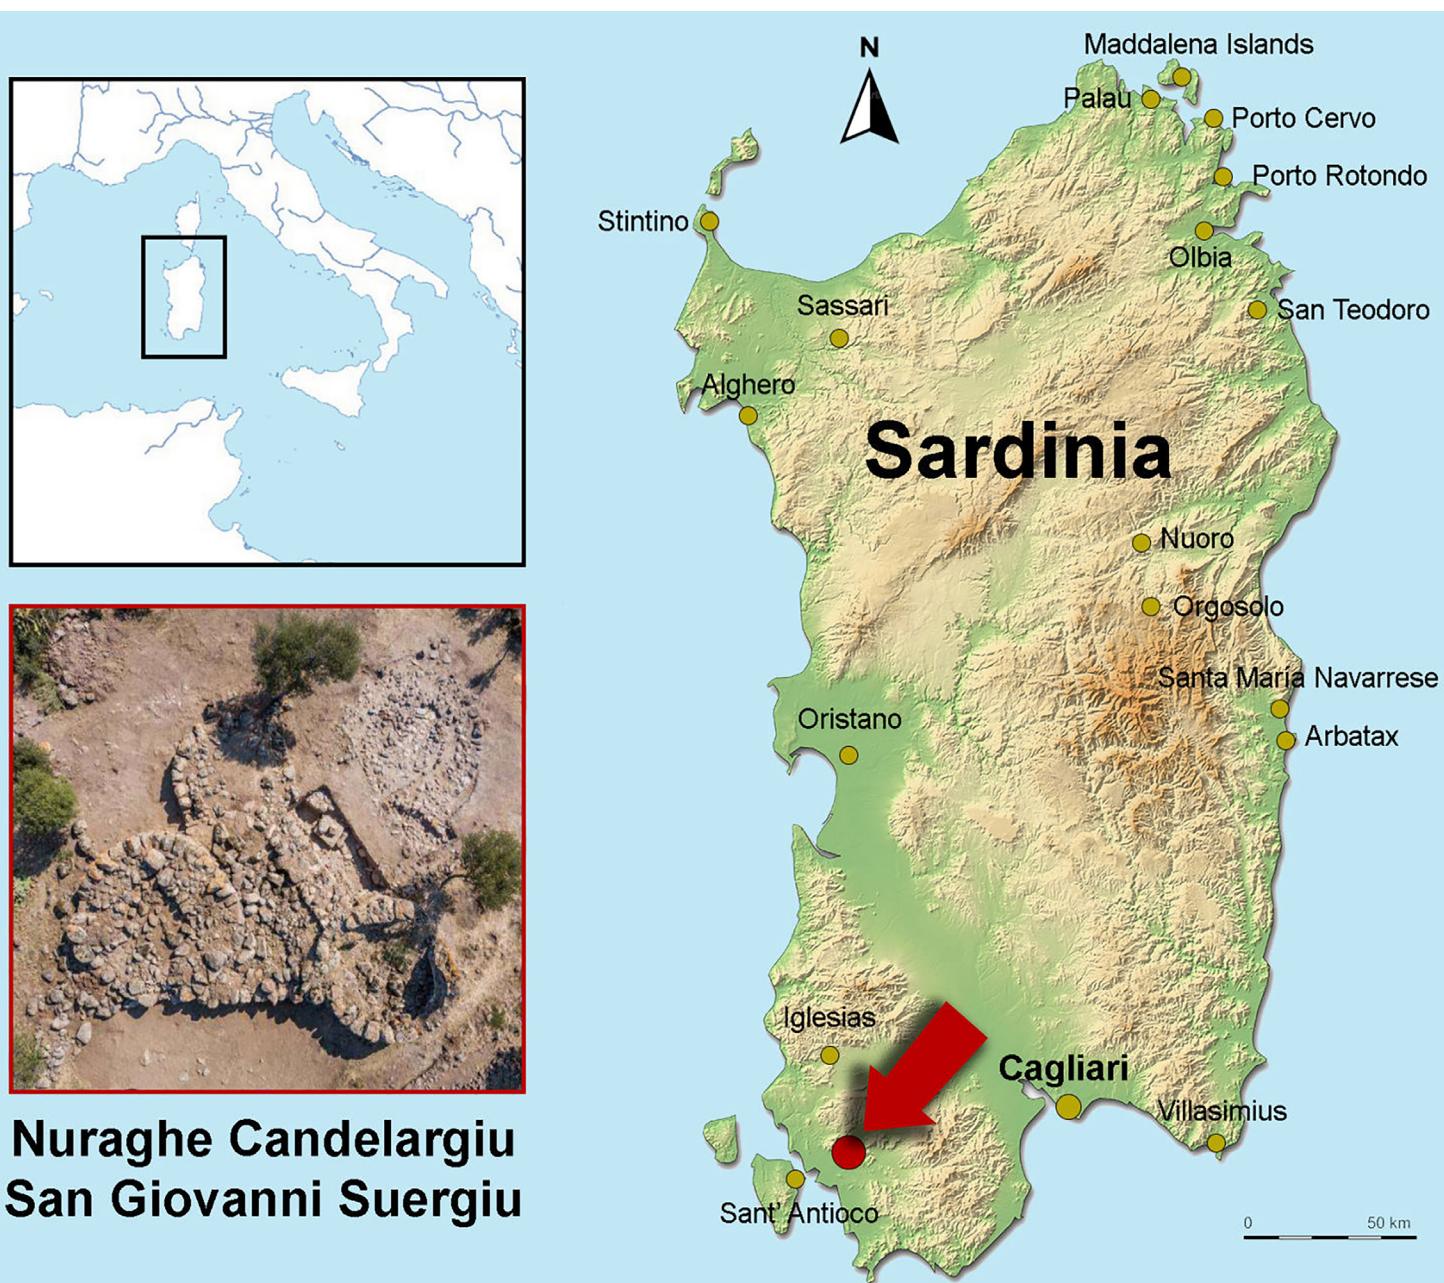 N
Maddalena Islands
Palau
Porto Cervo
Porto Rotondo
Stintino
Olbia
San Teodoro
Sassari
Alghero
Sardinia
Nuoro
Orgosolo
Santa Maria Navarrese
Oristano
Arbatax
Iglesias
Cagliari
Villasimius
Sant' Antioco
0 50 km
Nuraghe Candelargiu
San Giovanni Suergiu